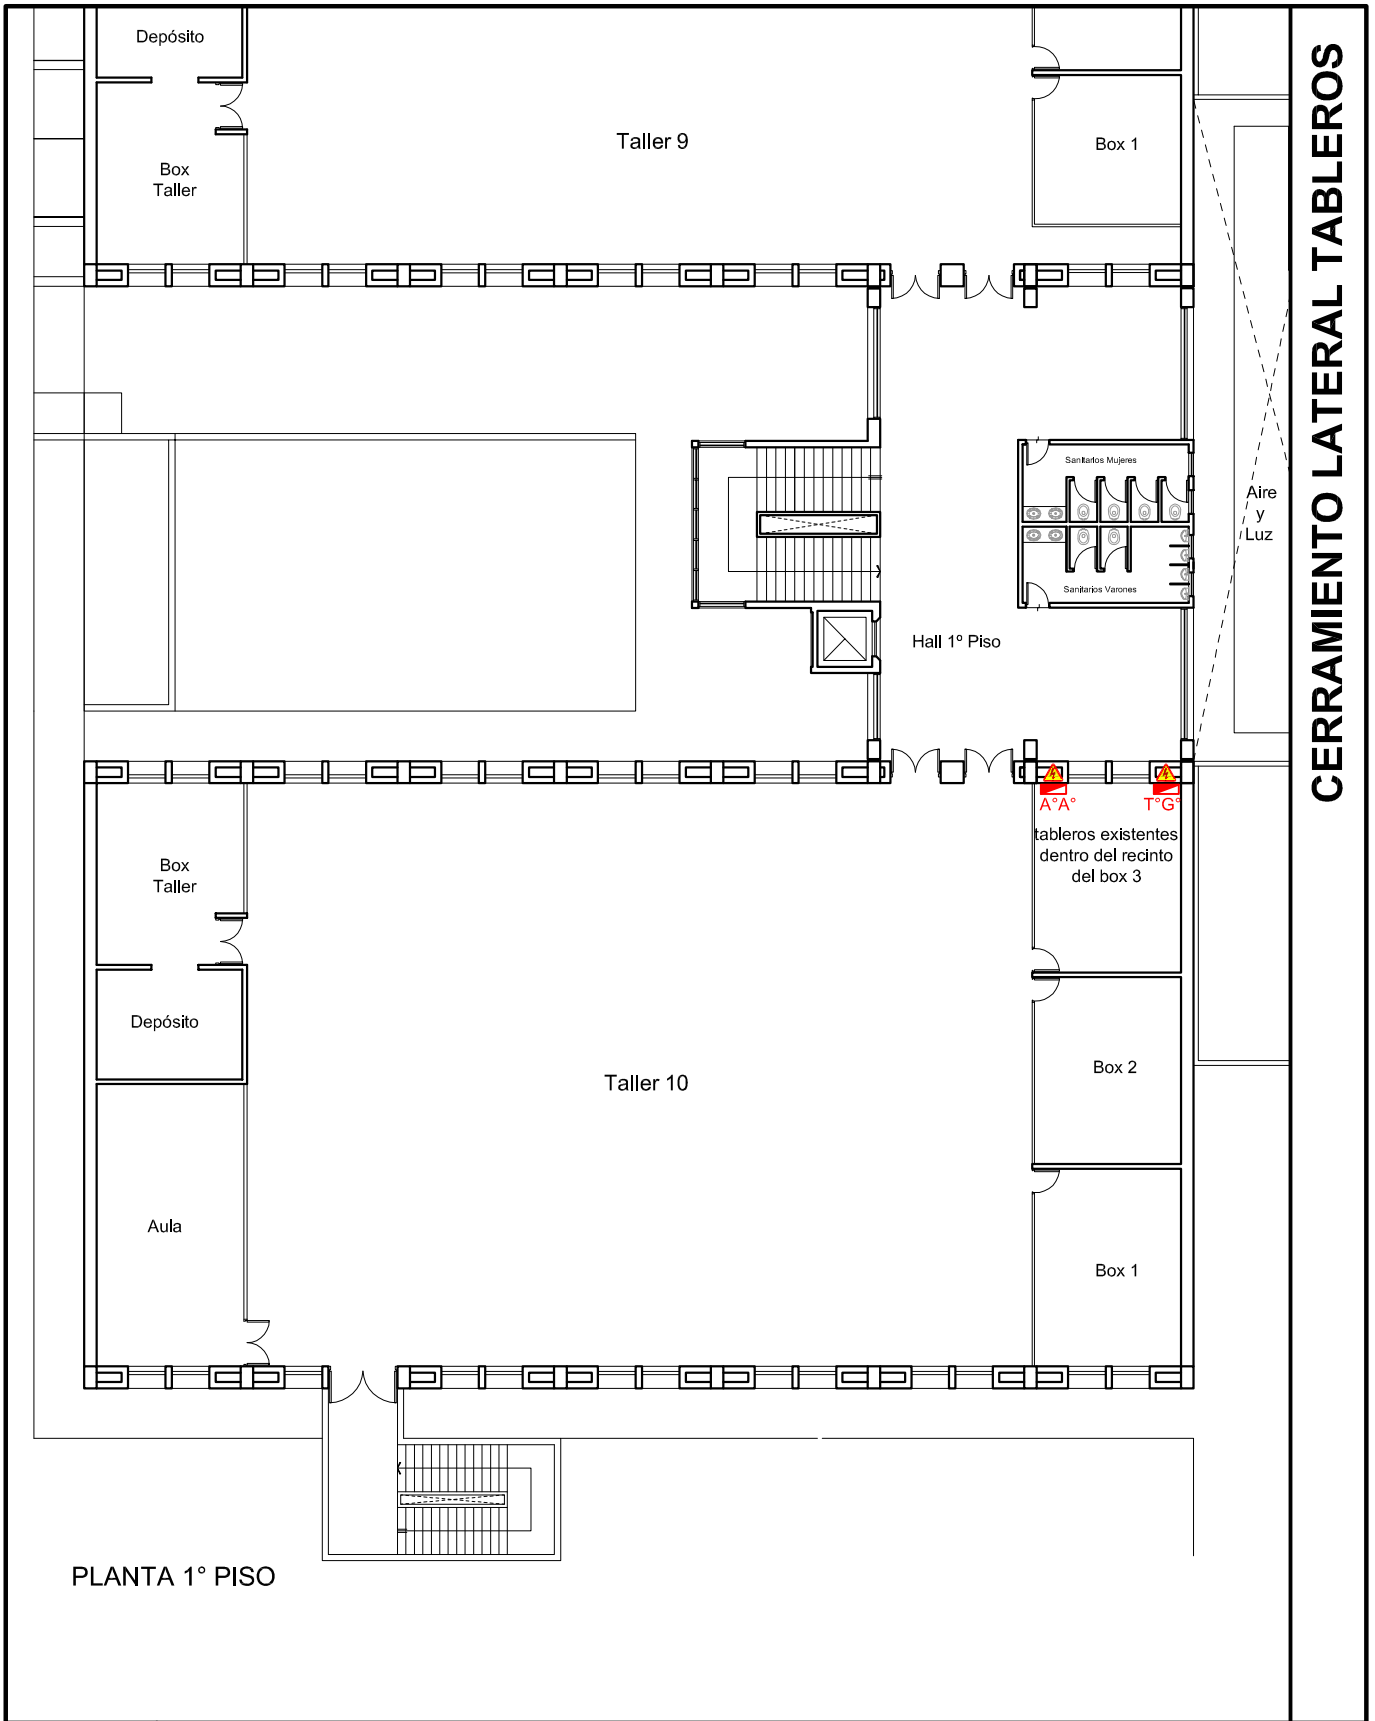 Depósito
Taller 9
Box 1
Box
Taller
CERRAMIENTO LATERAL TABLEROS
Sanitarios Mujeres
Aire
y
Luz
Sanitarios Varones
Hall 1º Piso
A°A°
T°G°
tableros existentes
dentro del recinto
del box 3
Box
Taller
Depósito
Taller 10
Box 2
Aula
Box 1
PLANTA 1° PISO